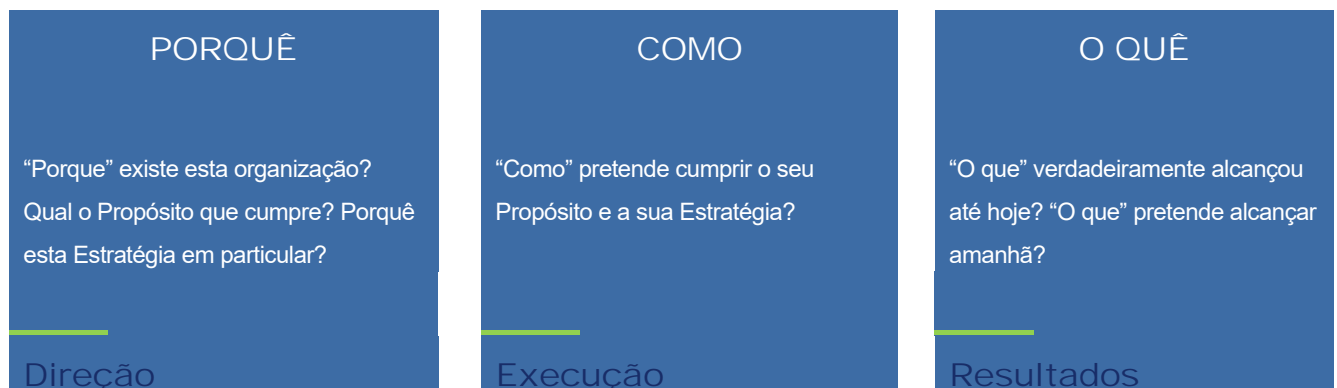 PORQUÊ
“Porque” existe esta organização?
Qual o Propósito que cumpre? Porquê
esta Estratégia em particular?
Direção
COMO
“Como” pretende cumprir o seu
Propósito e a sua Estratégia?
Execução
O QUÊ
“O que” verdadeiramente alcançou
até hoje? “O que” pretende alcançar
amanhã?
Resultados